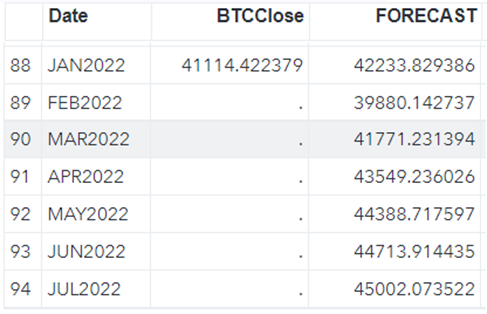 Date BTCClose FORECAST
88 JAN2022 41114.422379 42233.829386
89 FEB2022 . 39880.142737
90 MAR2022 . 41771.231394
91 APR2022 . 43549.236026
92 MAY2022 . 44388.717597
93 JUN2022 . 44713.914435
94 JUL2022 . 45002.073522